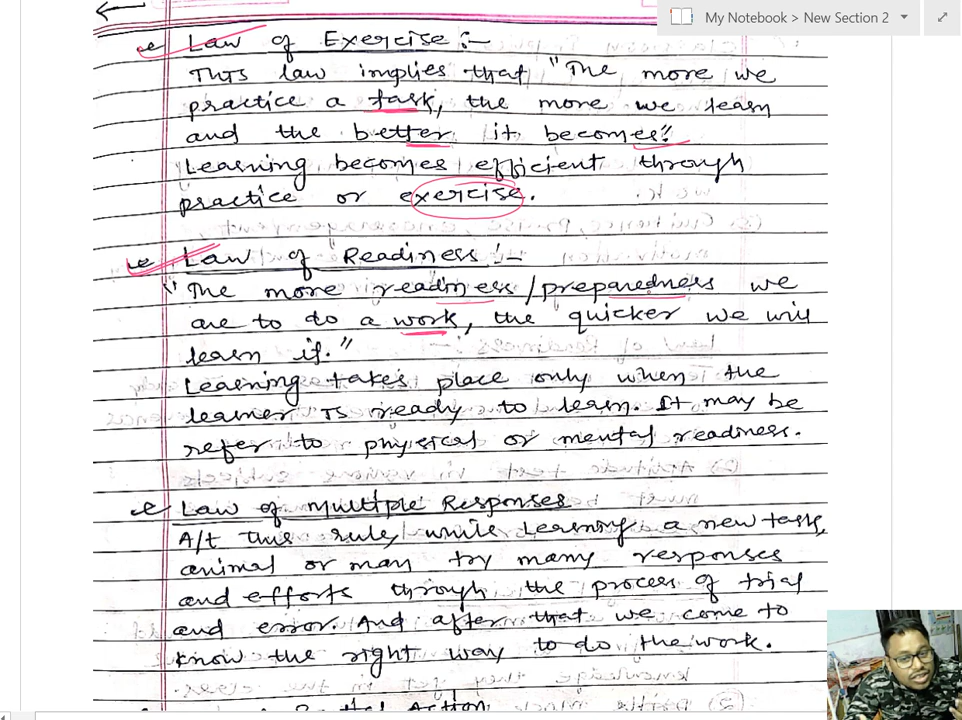 My Notebook > New Section 2
Law of Exercise :-
This law implies that "The more we
practice a task, the more we learn
and the better it becomes."
Learning becomes efficient through
practice or exercise.
Law of Readiness :-
"The more readiness/preparedness we
are to do a work, the quicker we will
learn it."
Learning takes place only when the
learner is ready to learn. It may be
refer to physical or mental readiness.
Law of Multiple Responses
A/t this rule, while learning a new task,
animal or man try many responses
and efforts through the process of trial
and error. And after that we come to
know the right way to do the work.
Action